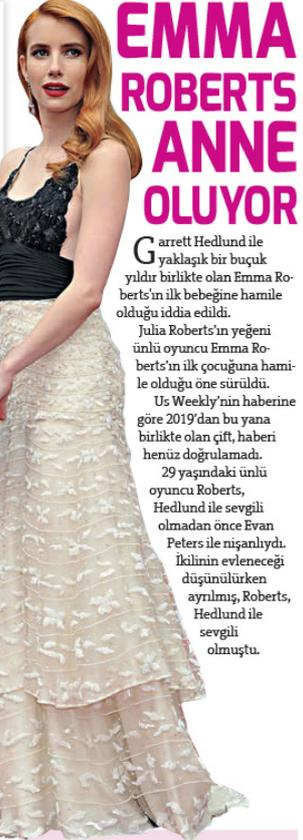 EMMA
ROBERTS
ANNE
OLUYOR
Garrett Hedlund ile
yaklaşık bir buçuk
yıldır birlikte olan Emma Ro-
berts'ın ilk bebeğine hamile
olduğu iddia edildi.
Julia Roberts'ın yeğeni
ünlü oyuncu Emma Ro-
berts'ın ilk çocuğuna hami-
le olduğu öne sürüldü.
Us Weekly'nin haberine
göre 2019'dan bu yana
birlikte olan çift, haberi
henüz doğrulamadı.
29 yaşındaki ünlü
oyuncu Roberts,
Hedlund ile sevgili
olmadan önce Evan
Peters ile nişanlıydı.
İkilinin evleneceği
düşünülürken
ayrılmış, Roberts,
Hedlund ile
sevgili
olmuştu.